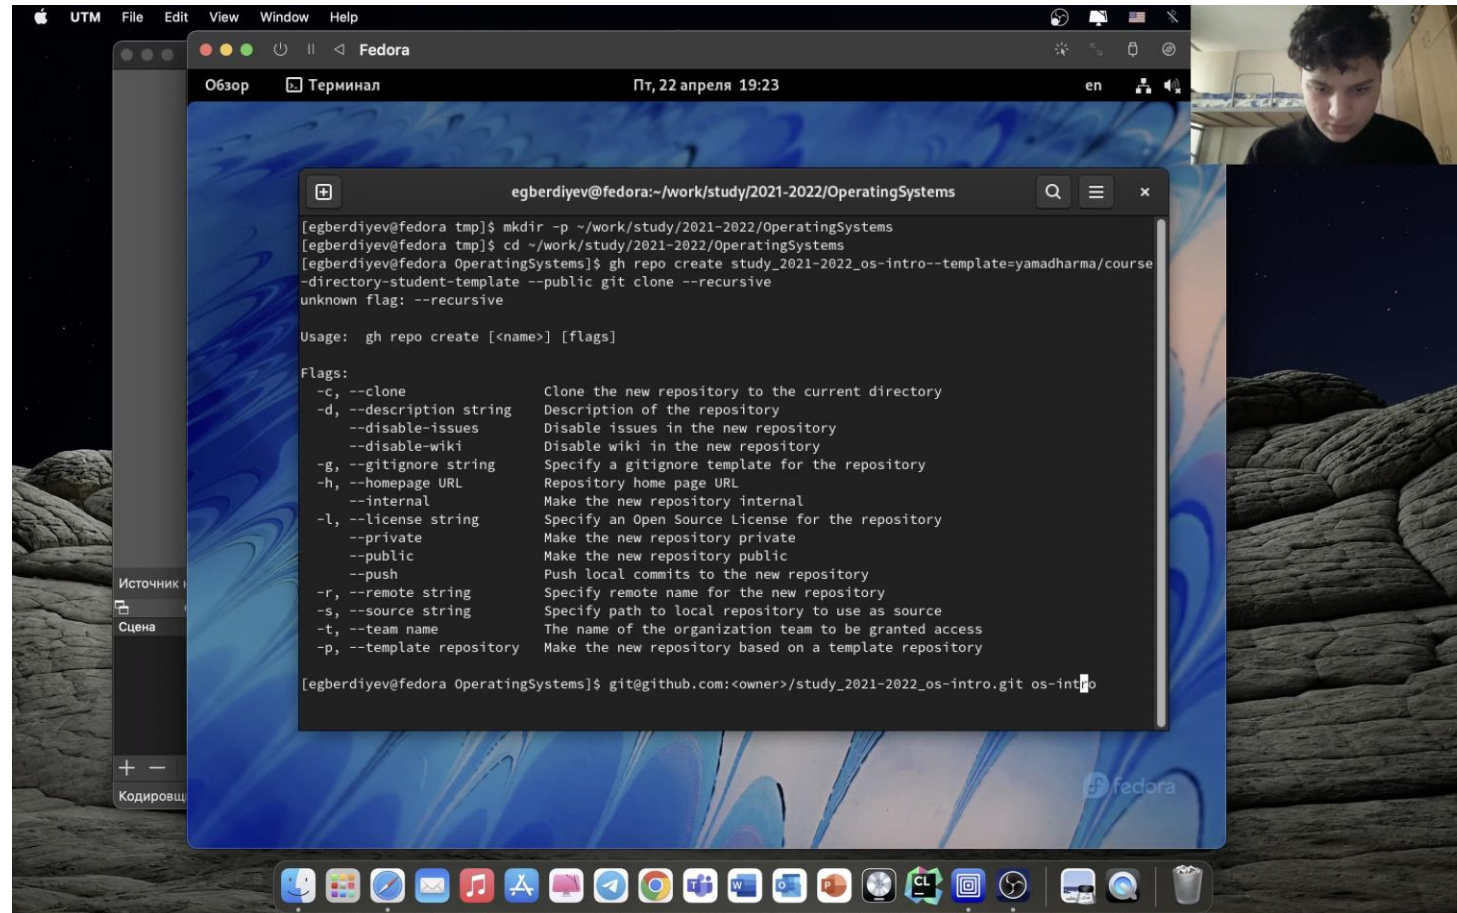 UTM File Edit View Window Help
Fedora
Обзор Терминал Пт, 22 апреля 19:23 en
egberdiyev@fedora:~/work/study/2021-2022/OperatingSystems
[egberdiyev@fedora tmp]$ mkdir -p ~/work/study/2021-2022/OperatingSystems
[egberdiyev@fedora tmp]$ cd ~/work/study/2021-2022/OperatingSystems
[egberdiyev@fedora OperatingSystems]$ gh repo create study_2021-2022_os-intro--template=yamadharma/course
-directory-student-template --public git clone --recursive
unknown flag: --recursive
Usage:  gh repo create [<name>] [flags]
Flags:
-c, --clone Clone the new repository to the current directory
-d, --description string Description of the repository
--disable-issues Disable issues in the new repository
--disable-wiki Disable wiki in the new repository
-g, --gitignore string Specify a gitignore template for the repository
-h, --homepage URL Repository home page URL
--internal Make the new repository internal
-l, --license string Specify an Open Source License for the repository
--private Make the new repository private
--public Make the new repository public
--push Push local commits to the new repository
-r, --remote string Specify remote name for the new repository
-s, --source string Specify path to local repository to use as source
-t, --team name The name of the organization team to be granted access
-p, --template repository Make the new repository based on a template repository
[egberdiyev@fedora OperatingSystems]$ git@github.com:<owner>/study_2021-2022_os-intro.git os-intro
Источник
Сцена
Кодировщ
fedora
CL